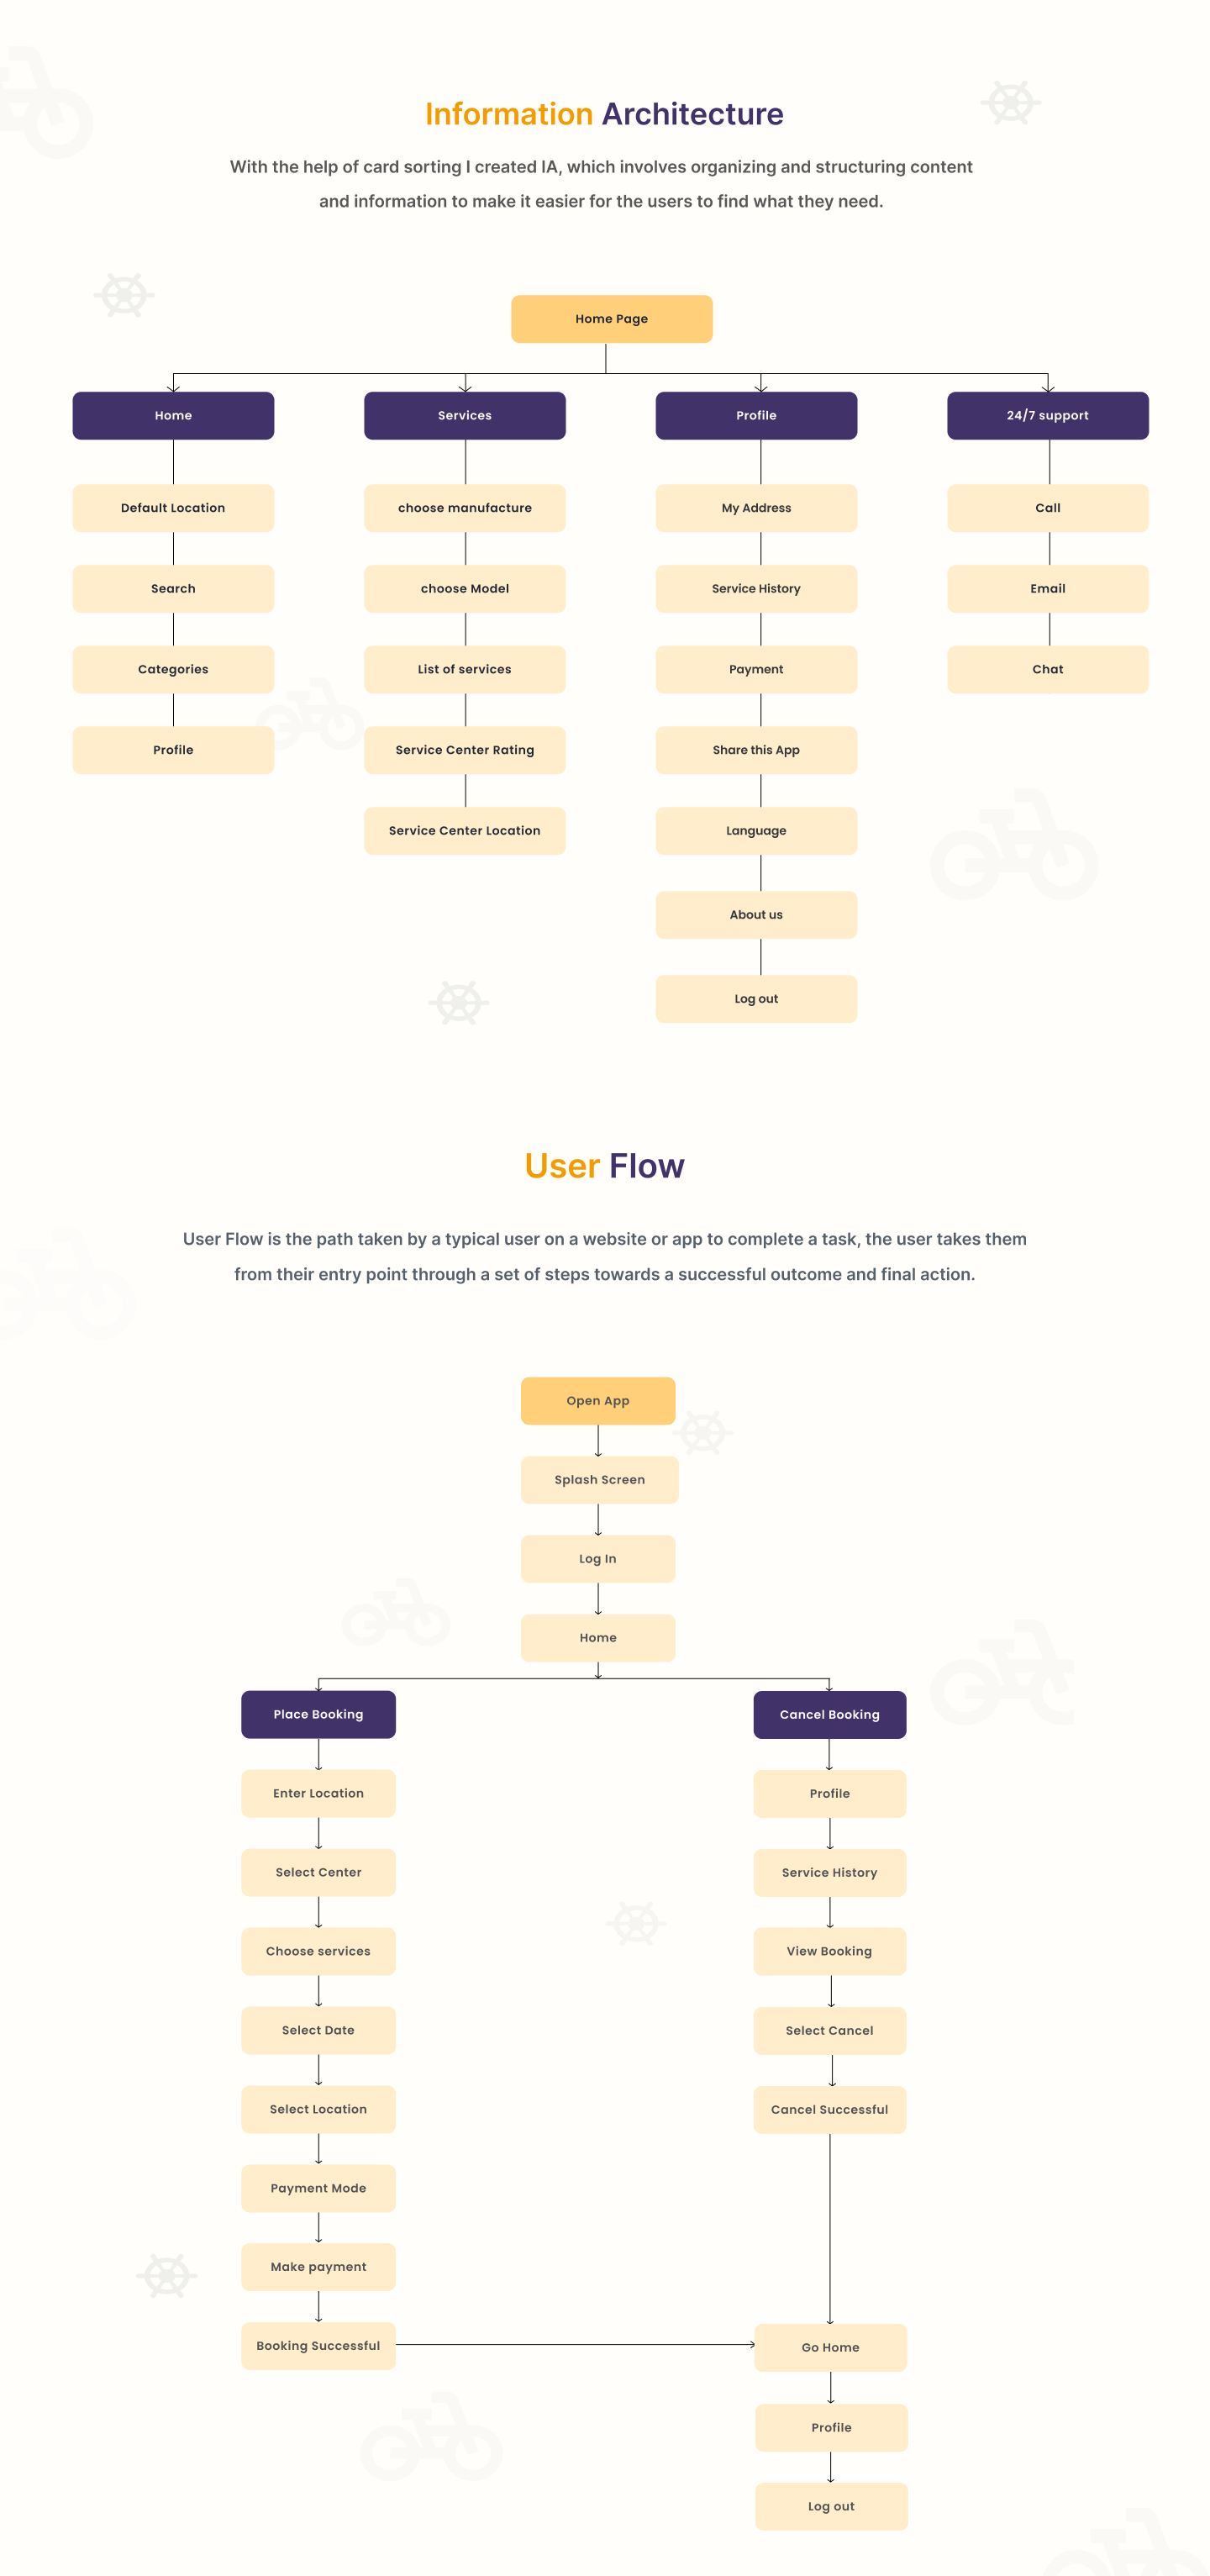 Information Architecture
With the help of card sorting I created IA, which involves organizing and structuring content
and information to make it easier for the users to find what they need.
Home Page
Home
Services
Profile
24/7 support
Default Location
choose manufacture
My Address
Call
Search
choose Model
Service History
Email
Categories
List of services
Payment
Chat
Profile
Service Center Rating
Share this App
Service Center Location
Language
About us
Log out
User Flow
User Flow is the path taken by a typical user on a website or app to complete a task, the user takes them
from their entry point through a set of steps towards a successful outcome and final action.
Open App
Splash Screen
Log In
Home
Place Booking
Cancel Booking
Enter Location
Profile
Select Center
Service History
Choose services
View Booking
Select Date
Select Cancel
Select Location
Cancel Successful
Payment Mode
Make payment
Booking Successful
Go Home
Profile
Log out